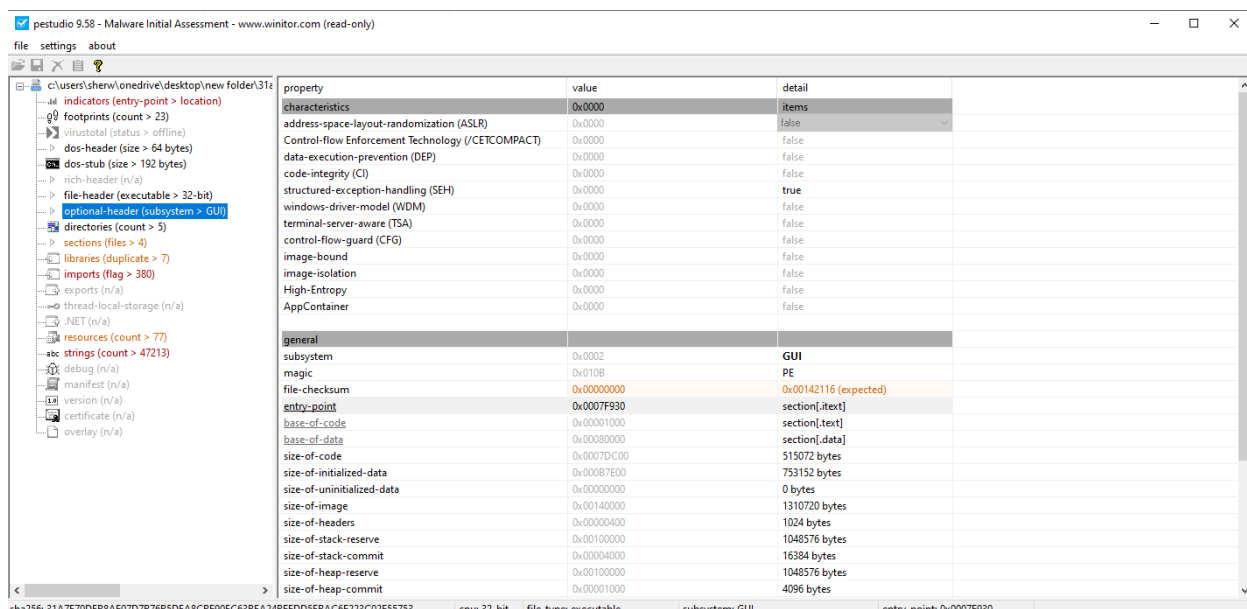 pestudio 9.58 - Malware Initial Assessment - www.winitor.com (read-only)
file settings about
c:\users\sherw\onedrive\desktop\new folder\31a
indicators (entry-point > location)
footprints (count > 23)
virustotal (status > offline)
dos-header (size > 64 bytes)
dos-stub (size > 192 bytes)
rich-header (n/a)
file-header (executable > 32-bit)
optional-header (subsystem > GUI)
directories (count > 5)
sections (files > 4)
libraries (duplicate > 7)
imports (flag > 380)
exports (n/a)
thread-local-storage (n/a)
.NET (n/a)
resources (count > 77)
abc strings (count > 47213)
debug (n/a)
manifest (n/a)
version (n/a)
certificate (n/a)
overlay (n/a)
property value detail
characteristics 0x0000 items
address-space-layout-randomization (ASLR) 0x0000 false
Control-flow Enforcement Technology (/CETCOMPACT) 0x0000 false
data-execution-prevention (DEP) 0x0000 false
code-integrity (CI) 0x0000 false
structured-exception-handling (SEH) 0x0000 true
windows-driver-model (WDM) 0x0000 false
terminal-server-aware (TSA) 0x0000 false
control-flow-guard (CFG) 0x0000 false
image-bound 0x0000 false
image-isolation 0x0000 false
High-Entropy 0x0000 false
AppContainer 0x0000 false
general
subsystem 0x0002 GUI
magic 0x010B PE
file-checksum 0x00000000 0x00142116 (expected)
entry-point 0x0007F930 section[.itext]
base-of-code 0x00001000 section[.text]
base-of-data 0x00080000 section[.data]
size-of-code 0x0007DC00 515072 bytes
size-of-initialized-data 0x000B7E00 753152 bytes
size-of-uninitialized-data 0x00000000 0 bytes
size-of-image 0x00140000 1310720 bytes
size-of-headers 0x00000400 1024 bytes
size-of-stack-reserve 0x00100000 1048576 bytes
size-of-stack-commit 0x00004000 16384 bytes
size-of-heap-reserve 0x00100000 1048576 bytes
size-of-heap-commit 0x00001000 4096 bytes
cpu: 32-bit file-type: executable subsystem: GUI entry-point: 0x0007F930